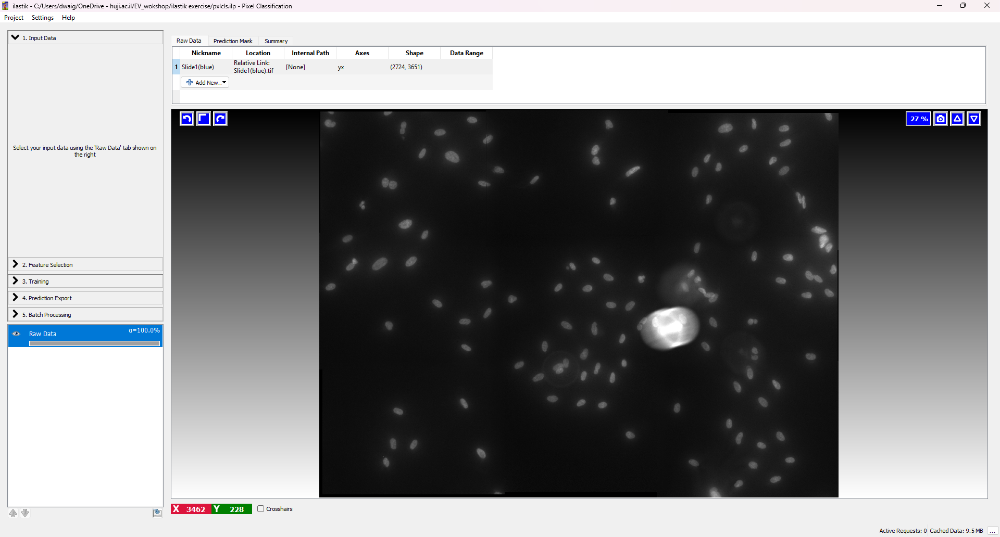 ilastik - C:/Users/dwaig/OneDrive - huji.ac.il/EV_wokshop/ilastik exercise/pxlcls.ilp - Pixel Classification
Project Settings Help
1. Input Data
Select your input data using the 'Raw Data' tab shown on
the right
2. Feature Selection
3. Training
4. Prediction Export
5. Batch Processing
Raw Data α=100.0%
Raw Data Prediction Mask Summary
Nickname Location Internal Path Axes Shape Data Range
1 Slide1(blue) Relative Link: [None] yx (2724, 3651)
Slide1(blue).tif
Add New...
27 %
X 3462 Y 228 Crosshairs
Active Requests: 0 Cached Data: 9.5 MB ...